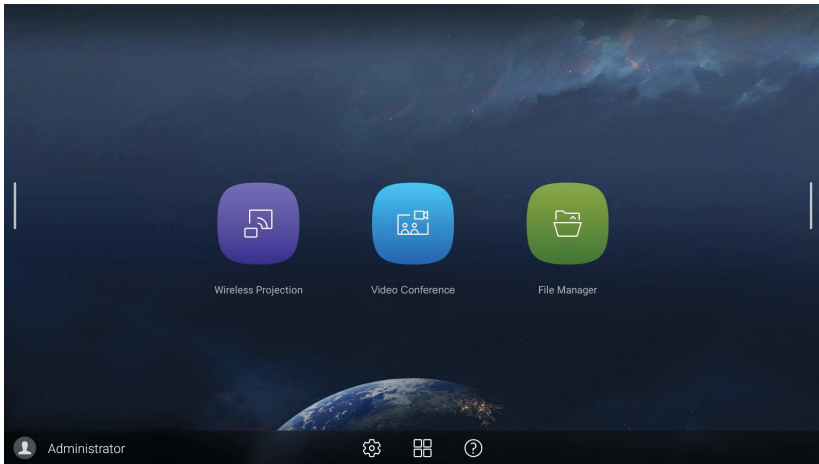 Wireless Projection
Video Conference
File Manager
Administrator